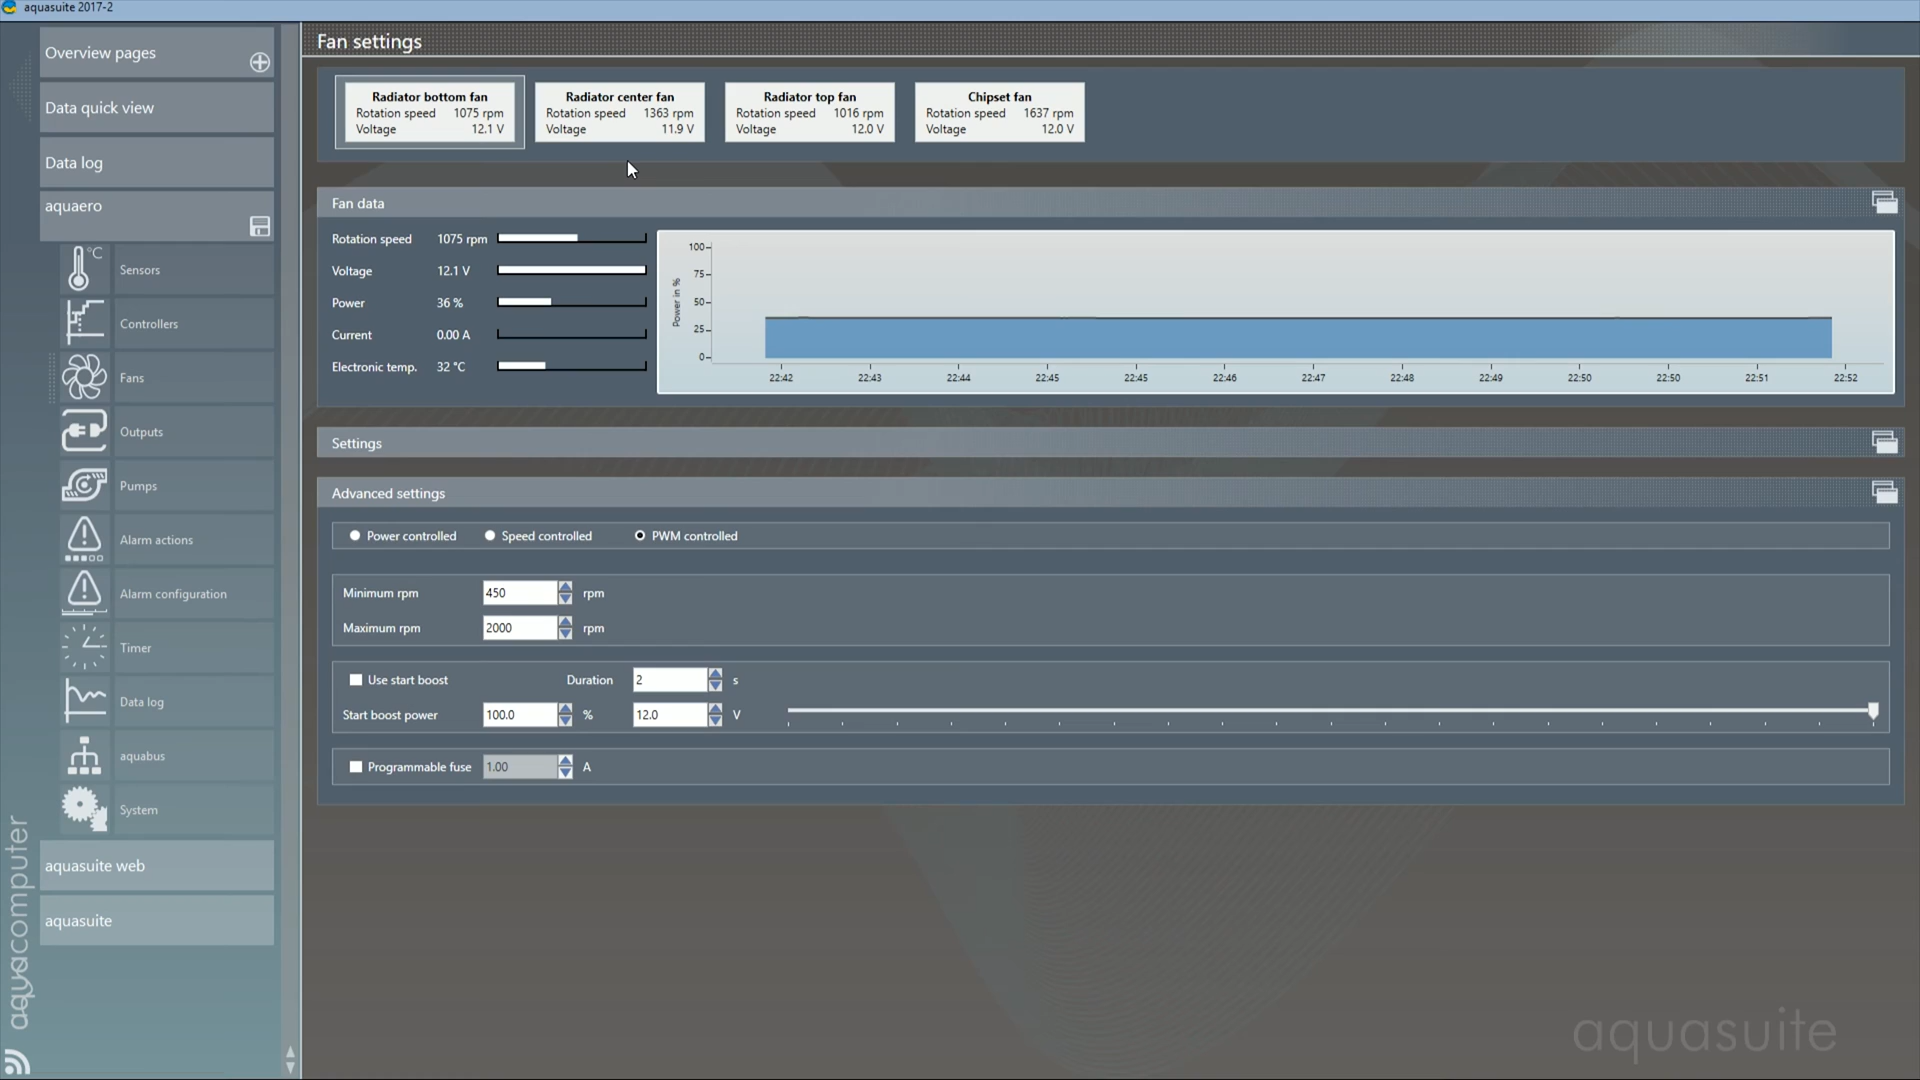 aquasuite 2017-2
Overview pages
Data quick view
Data log
aquaero
°C
Sensors
Controllers
Fans
Outputs
Pumps
Alarm actions
Alarm configuration
Timer
Data log
aquabus
System
aquasuite web
aquasuite
aquacomputer
Fan settings
Radiator bottom fan
Rotation speed 1075 rpm
Voltage 12.1 V
Radiator center fan
Rotation speed 1363 rpm
Voltage 11.9 V
Radiator top fan
Rotation speed 1016 rpm
Voltage 12.0 V
Chipset fan
Rotation speed 1637 rpm
Voltage 12.0 V
Fan data
Rotation speed 1075 rpm
Voltage 12.1 V
Power 36 %
Current 0.00 A
Electronic temp. 32 °C
Power in %
100
75
50
25
0
22:42 22:43 22:44 22:45 22:45 22:46 22:47 22:48 22:49 22:50 22:50 22:51 22:52
Settings
Advanced settings
Power controlled Speed controlled PWM controlled
Minimum rpm 450 rpm
Maximum rpm 2000 rpm
Use start boost Duration 2 s
Start boost power 100.0 % 12.0 V
Programmable fuse 1.00 A
aquasuite